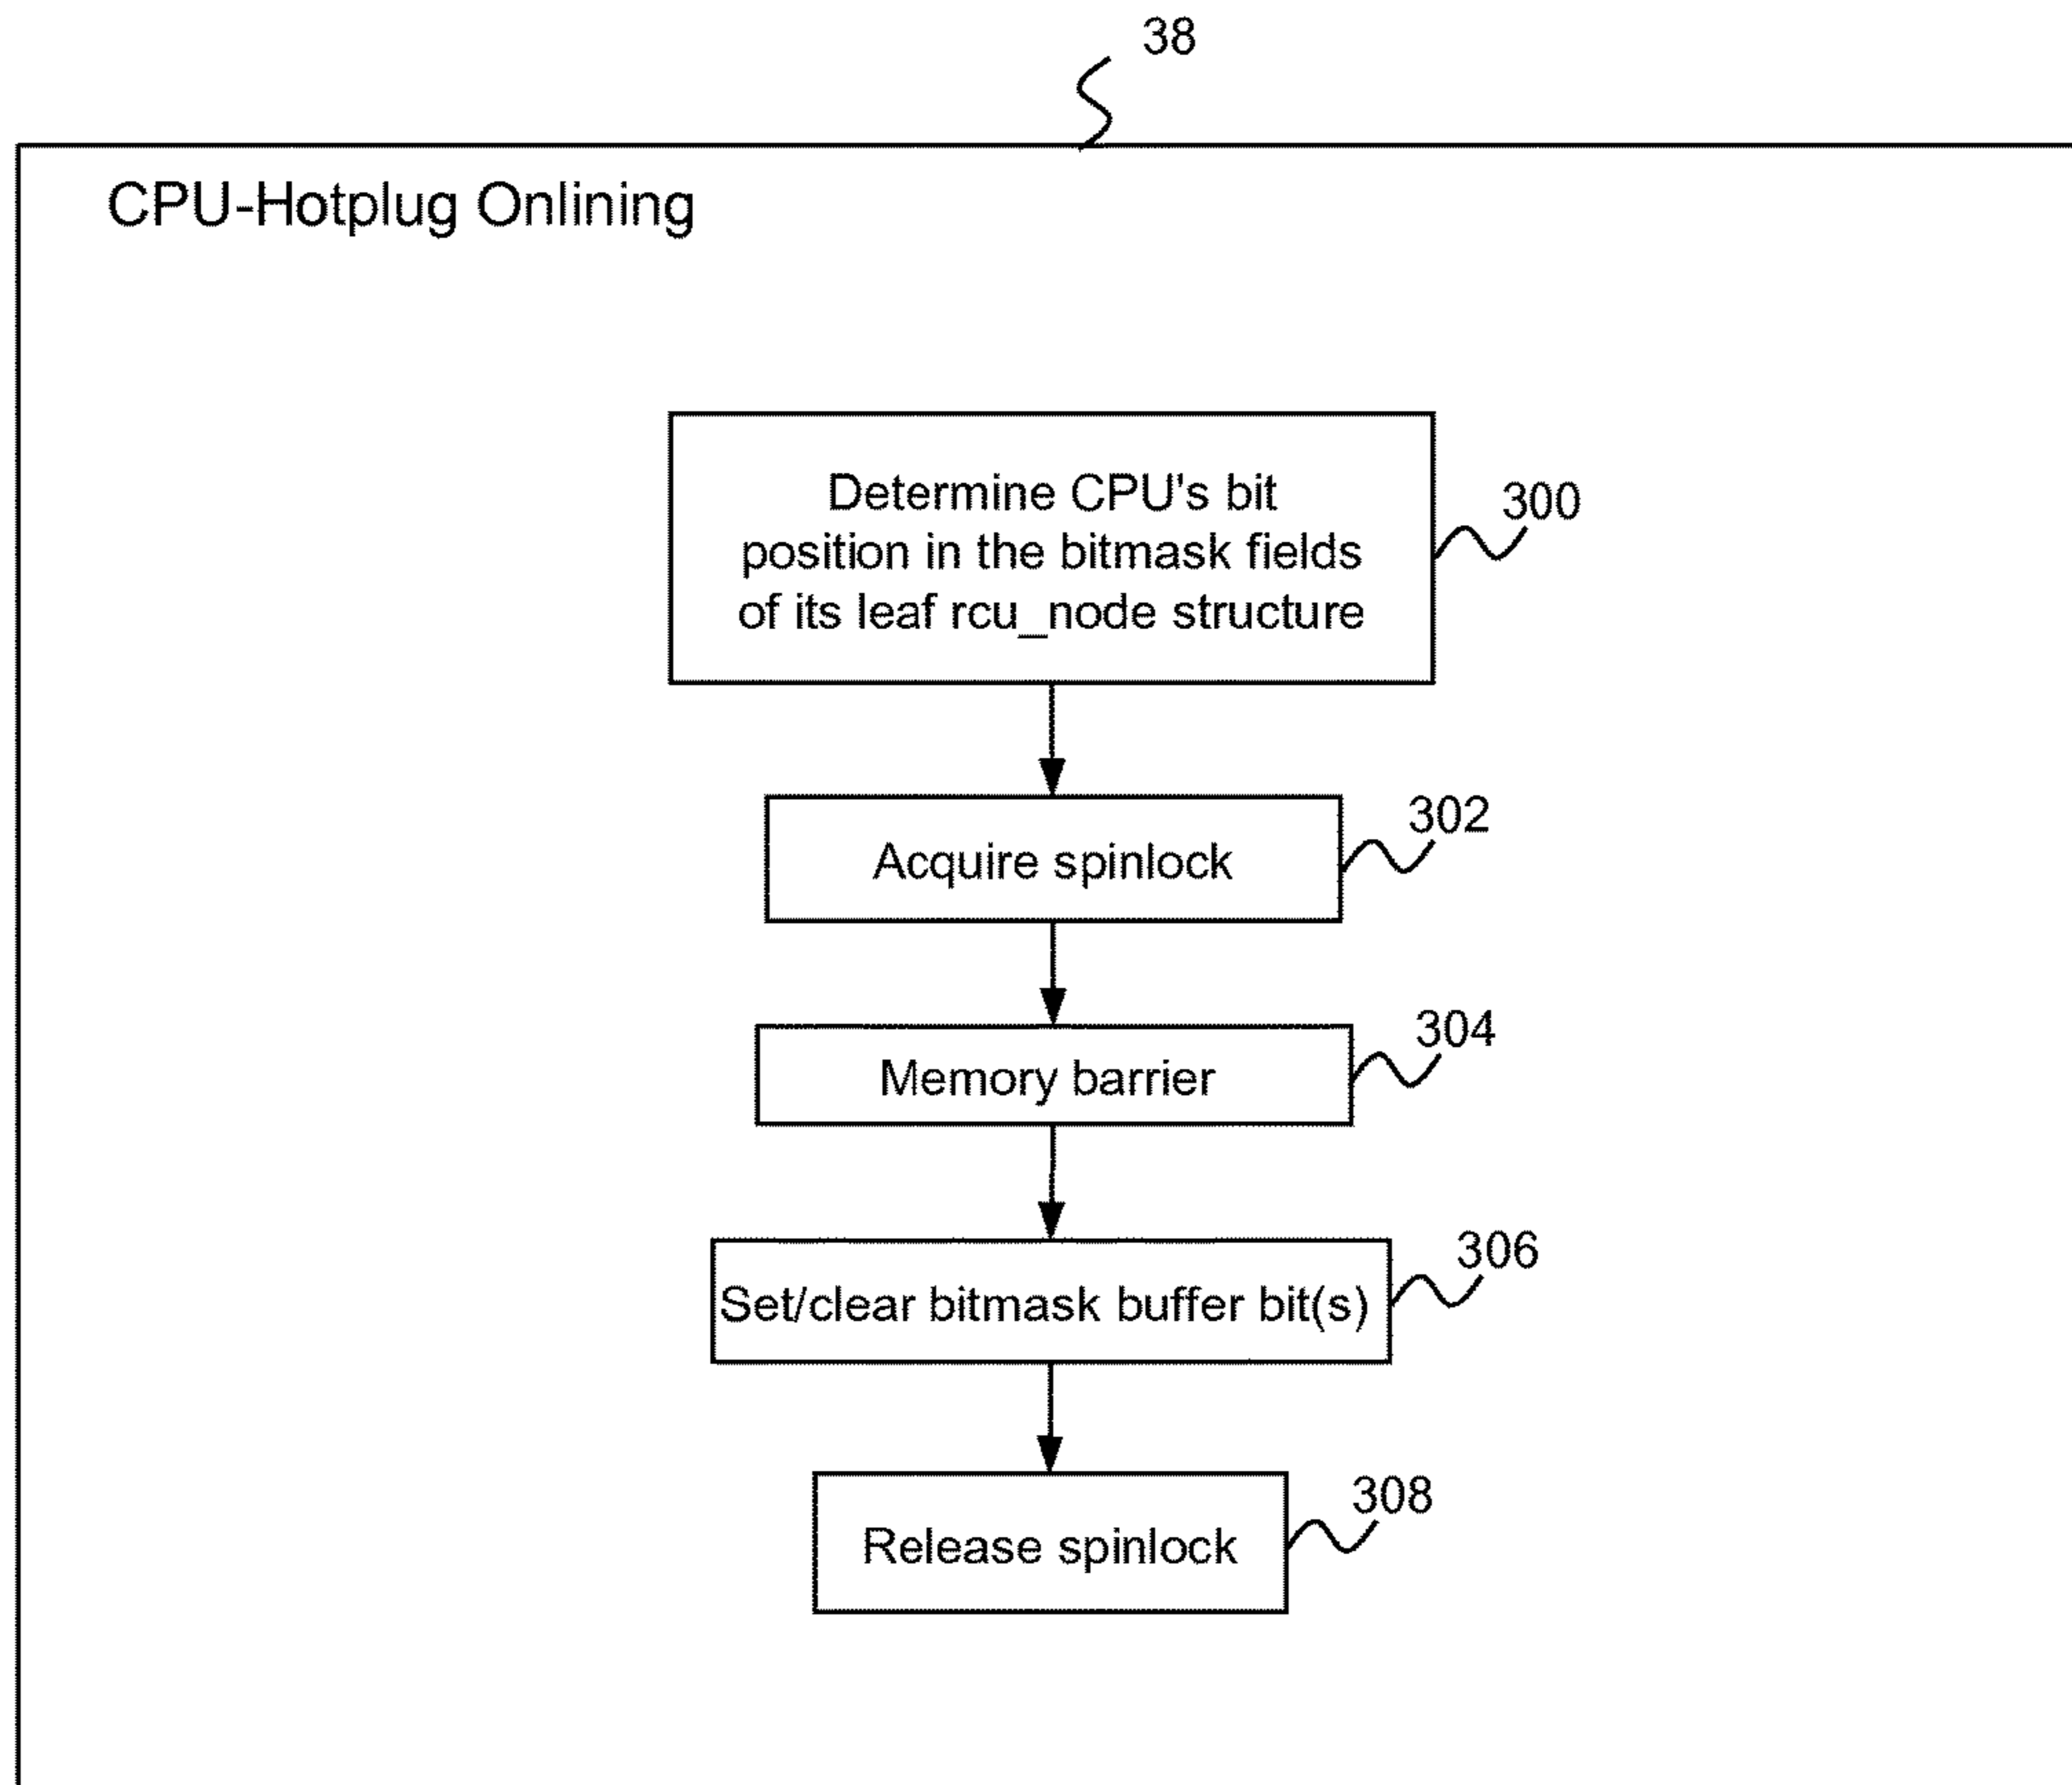 38
CPU-Hotplug Onlining
Determine CPU's bit
position in the bitmask fields
of its leaf rcu_node structure
300
Acquire spinlock
302
Memory barrier
304
Set/clear bitmask buffer bit(s)
306
Release spinlock
308